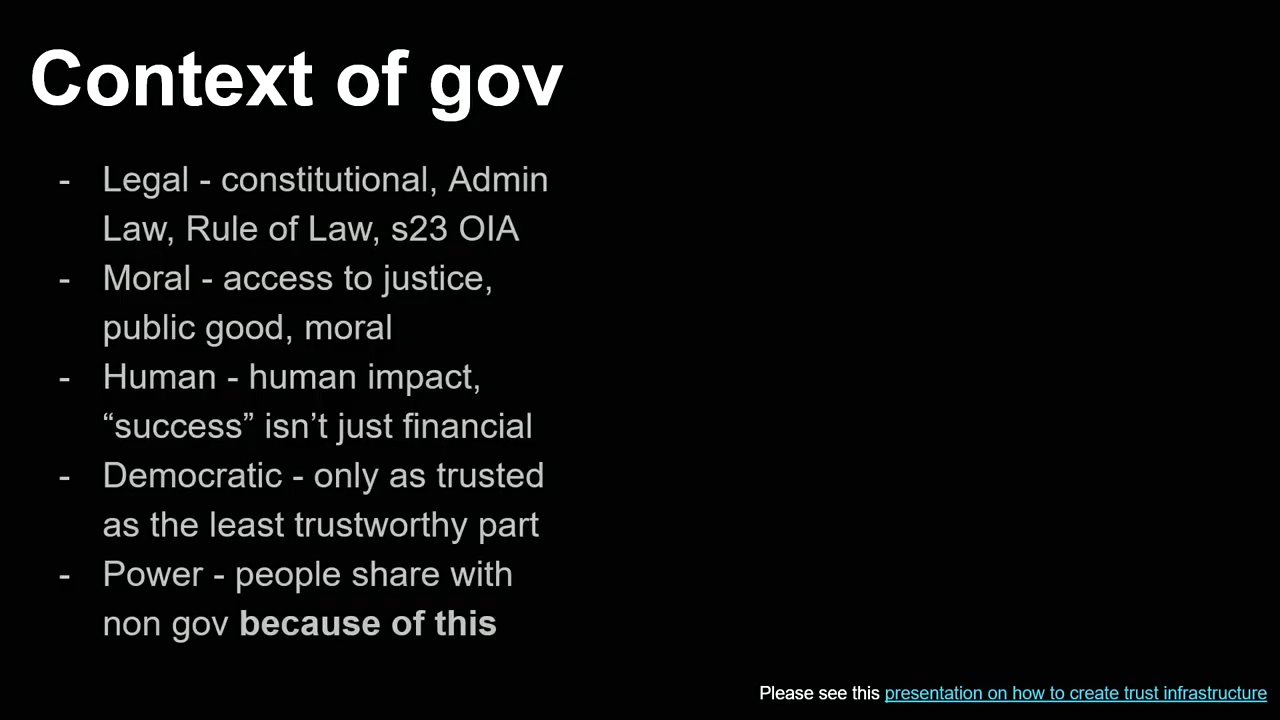 Context of gov
- Legal - constitutional, Admin
Law, Rule of Law, s23 OIA
- Moral - access to justice,
public good, moral
- Human - human impact,
“success” isn’t just financial
- Democratic - only as trusted
as the least trustworthy part
- Power - people share with
non gov because of this
Please see this presentation on how to create trust infrastructure